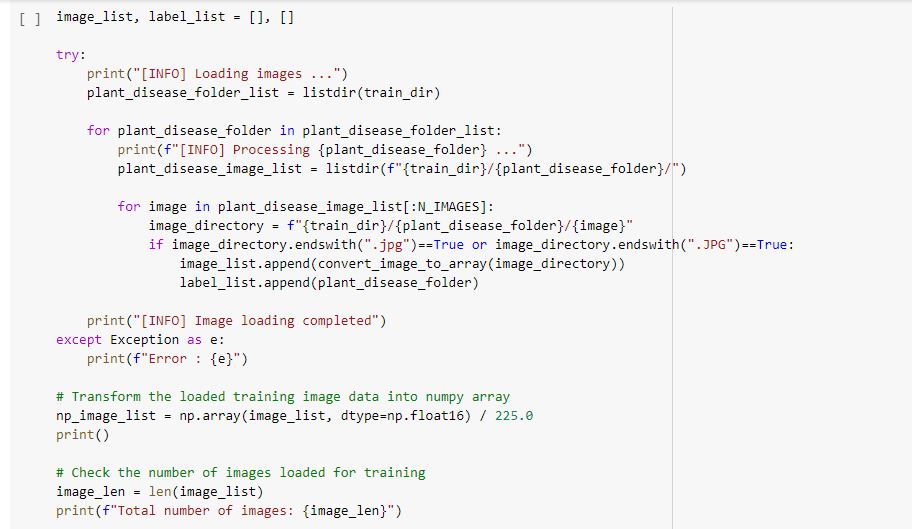 [ ] image_list, label_list = [], []
try:
    print("[INFO] Loading images ...")
    plant_disease_folder_list = listdir(train_dir)
    for plant_disease_folder in plant_disease_folder_list:
        print(f"[INFO] Processing {plant_disease_folder} ...")
        plant_disease_image_list = listdir(f"{train_dir}/{plant_disease_folder}/")
        for image in plant_disease_image_list[:N_IMAGES]:
            image_directory = f"{train_dir}/{plant_disease_folder}/{image}"
            if image_directory.endswith(".jpg")==True or image_directory.endswith(".JPG")==True:
                image_list.append(convert_image_to_array(image_directory))
                label_list.append(plant_disease_folder)
    print("[INFO] Image loading completed")
except Exception as e:
    print(f"Error : {e}")
# Transform the loaded training image data into numpy array
np_image_list = np.array(image_list, dtype=np.float16) / 225.0
print()
# Check the number of images loaded for training
image_len = len(image_list)
print(f"Total number of images: {image_len}")